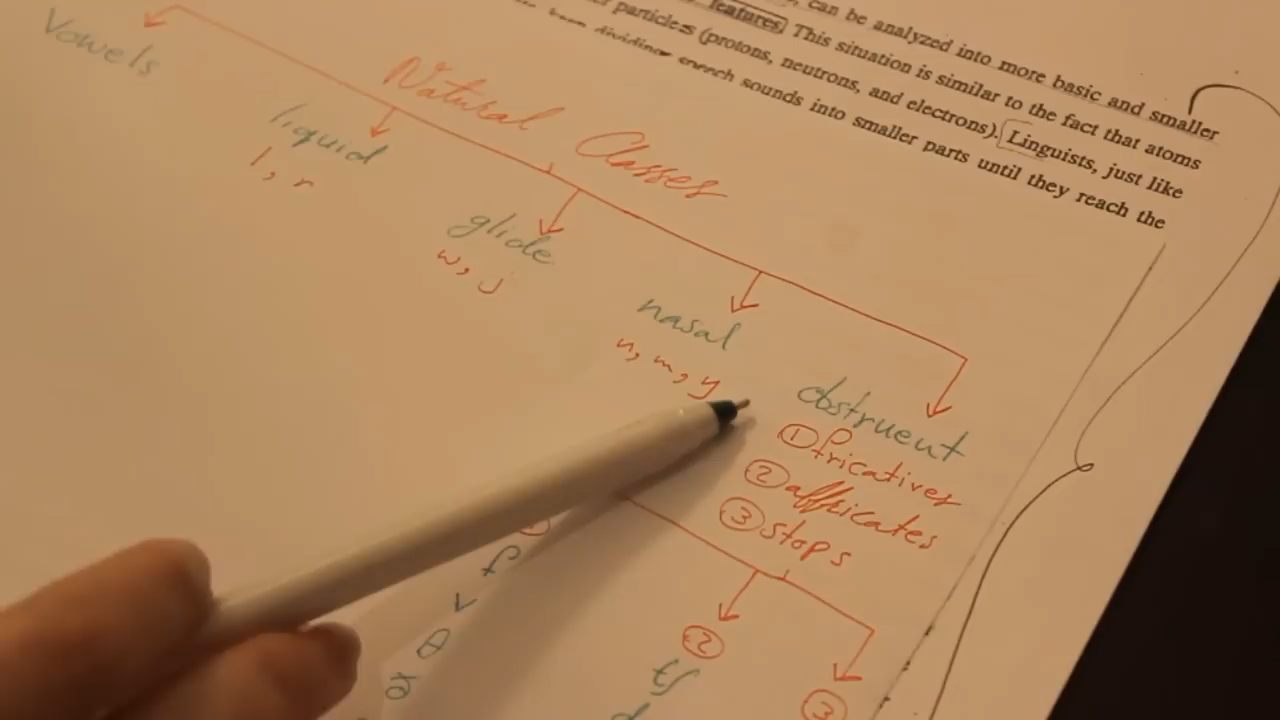 can be analyzed into more basic and smaller
features. This situation is similar to the fact that atoms
particles (protons, neutrons, and electrons). Linguists, just like
speech sounds into smaller parts until they reach the
Natural Classes
Vowels
liquid
l, r
glide
w, j
nasal
n, m, y
obstruent
① fricatives
② affricates
③ stops
f
v
θ
ð
②
tʃ
③